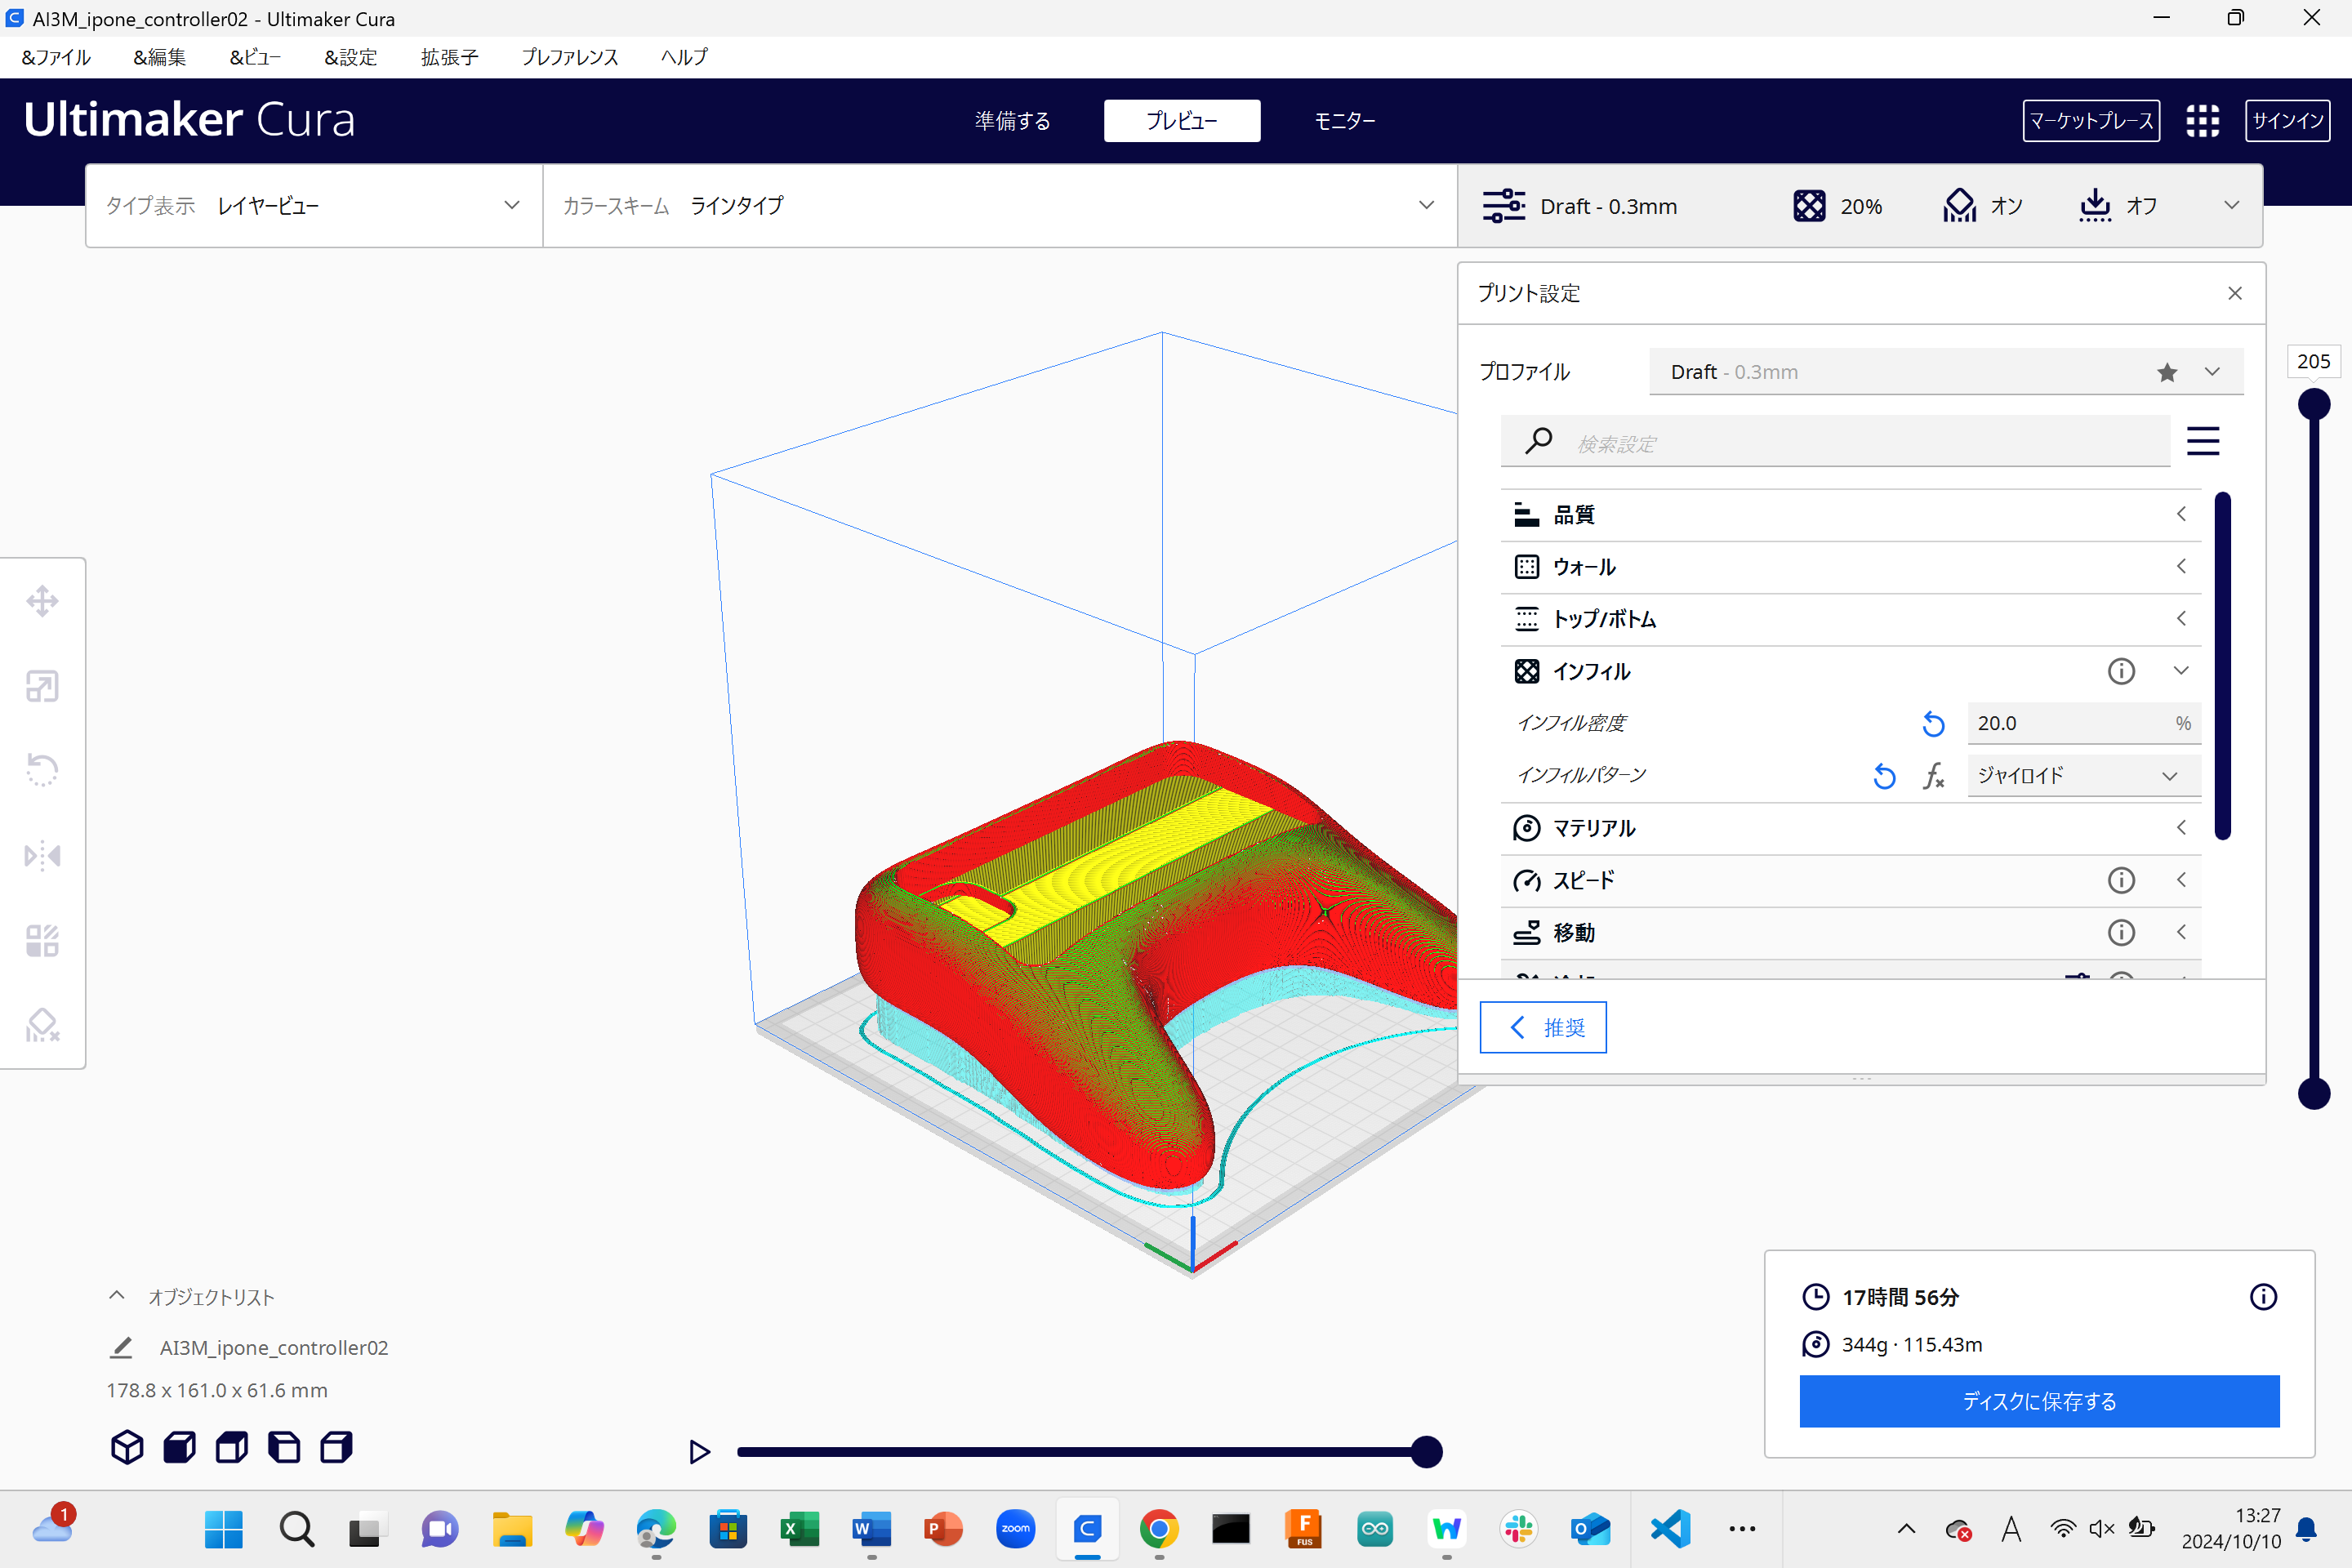 AI3M_ipone_controller02 - Ultimaker Cura
&ファイル &編集 &ビュー &設定 拡張子 プレファレンス ヘルプ
Ultimaker Cura
準備する プレビュー モニター
マーケットプレース サインイン
タイプ表示 レイヤービュー カラースキーム ラインタイプ Draft - 0.3mm 20% オン オフ
プリント設定
205
プロファイル Draft - 0.3mm
検索設定
品質
ウォール
トップ/ボトム
インフィル
インフィル密度 20.0 %
インフィルパターン ジャイロイド
マテリアル
スピード
移動
推奨
オブジェクトリスト
AI3M_ipone_controller02
178.8 x 161.0 x 61.6 mm
17時間 56分
344g · 115.43m
ディスクに保存する
1
zoom
FUS
A
13:27
2024/10/10